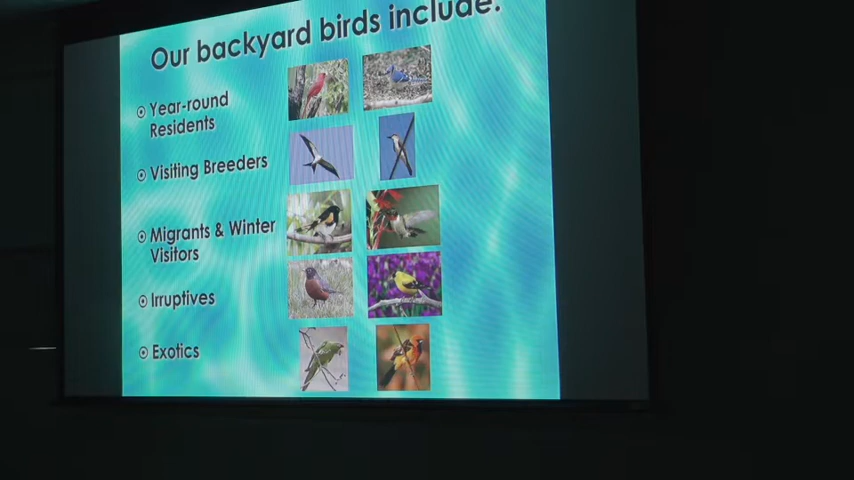 Our backyard birds include:
Year-round
Residents
Visiting Breeders
Migrants & Winter
Visitors
Irruptives
Exotics